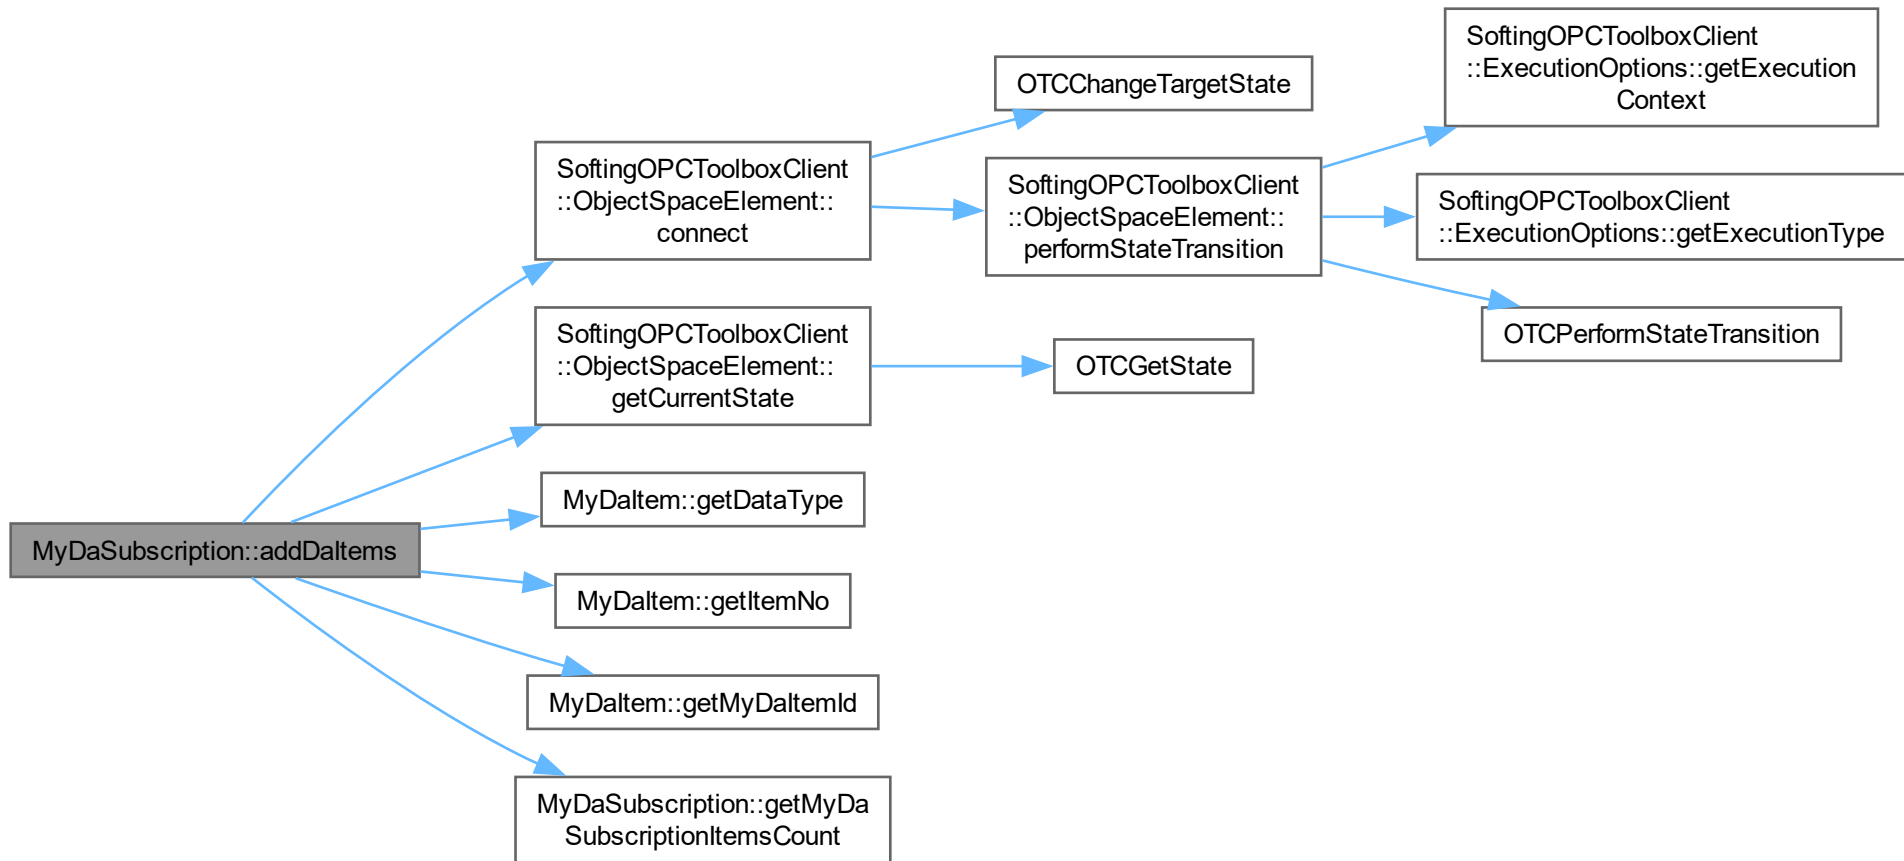 MyDaSubscription::addDaItems
SoftingOPCToolboxClient
::ObjectSpaceElement::
connect
SoftingOPCToolboxClient
::ObjectSpaceElement::
getCurrentState
MyDaItem::getDataType
MyDaItem::getItemNo
MyDaItem::getMyDaItemId
MyDaSubscription::getMyDa
SubscriptionItemsCount
OTCChangeTargetState
SoftingOPCToolboxClient
::ObjectSpaceElement::
performStateTransition
OTCGetState
SoftingOPCToolboxClient
::ExecutionOptions::getExecution
Context
SoftingOPCToolboxClient
::ExecutionOptions::getExecutionType
OTCPerformStateTransition